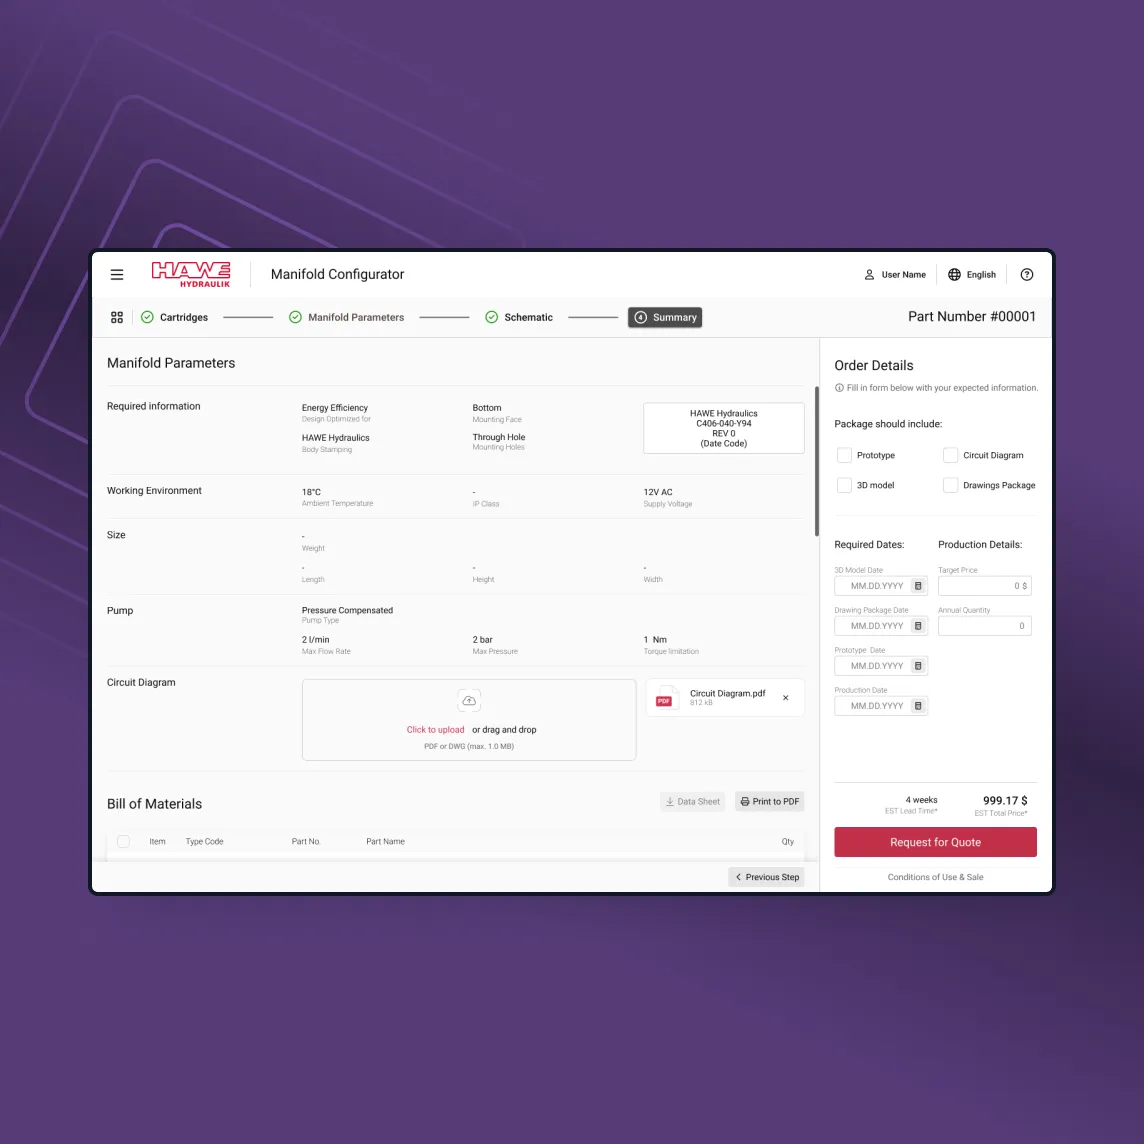 HAWE
HYDRAULIK
Manifold Configurator
User Name
English
Cartridges
Manifold Parameters
Schematic
4 Summary
Part Number #00001
Manifold Parameters
Required information
Energy Efficiency
Design Optimized for
Bottom
Mounting Face
HAWE Hydraulics
Body Stamping
Through Hole
Mounting Holes
HAWE Hydraulics
C406-040-Y94
REV 0
(Date Code)
Working Environment
18°C
Ambient Temperature
-
IP Class
12V AC
Supply Voltage
Size
-
Weight
-
Length
-
Height
-
Width
Pump
Pressure Compensated
Pump Type
2 l/min
Max Flow Rate
2 bar
Max Pressure
1 Nm
Torque limitation
Circuit Diagram
Click to upload or drag and drop
PDF or DWG (max. 1.0 MB)
PDF
Circuit Diagram.pdf
812 kB
Bill of Materials
Data Sheet
Print to PDF
Item Type Code Part No. Part Name Qty
Previous Step
Order Details
Fill in form below with your expected information.
Package should include:
Prototype
Circuit Diagram
3D model
Drawings Package
Required Dates:
Production Details:
3D Model Date
MM.DD.YYYY
Target Price
0 $
Drawing Package Date
MM.DD.YYYY
Annual Quantity
0
Prototype Date
MM.DD.YYYY
Production Date
MM.DD.YYYY
4 weeks
EST Lead Time*
999.17 $
EST Total Price*
Request for Quote
Conditions of Use & Sale